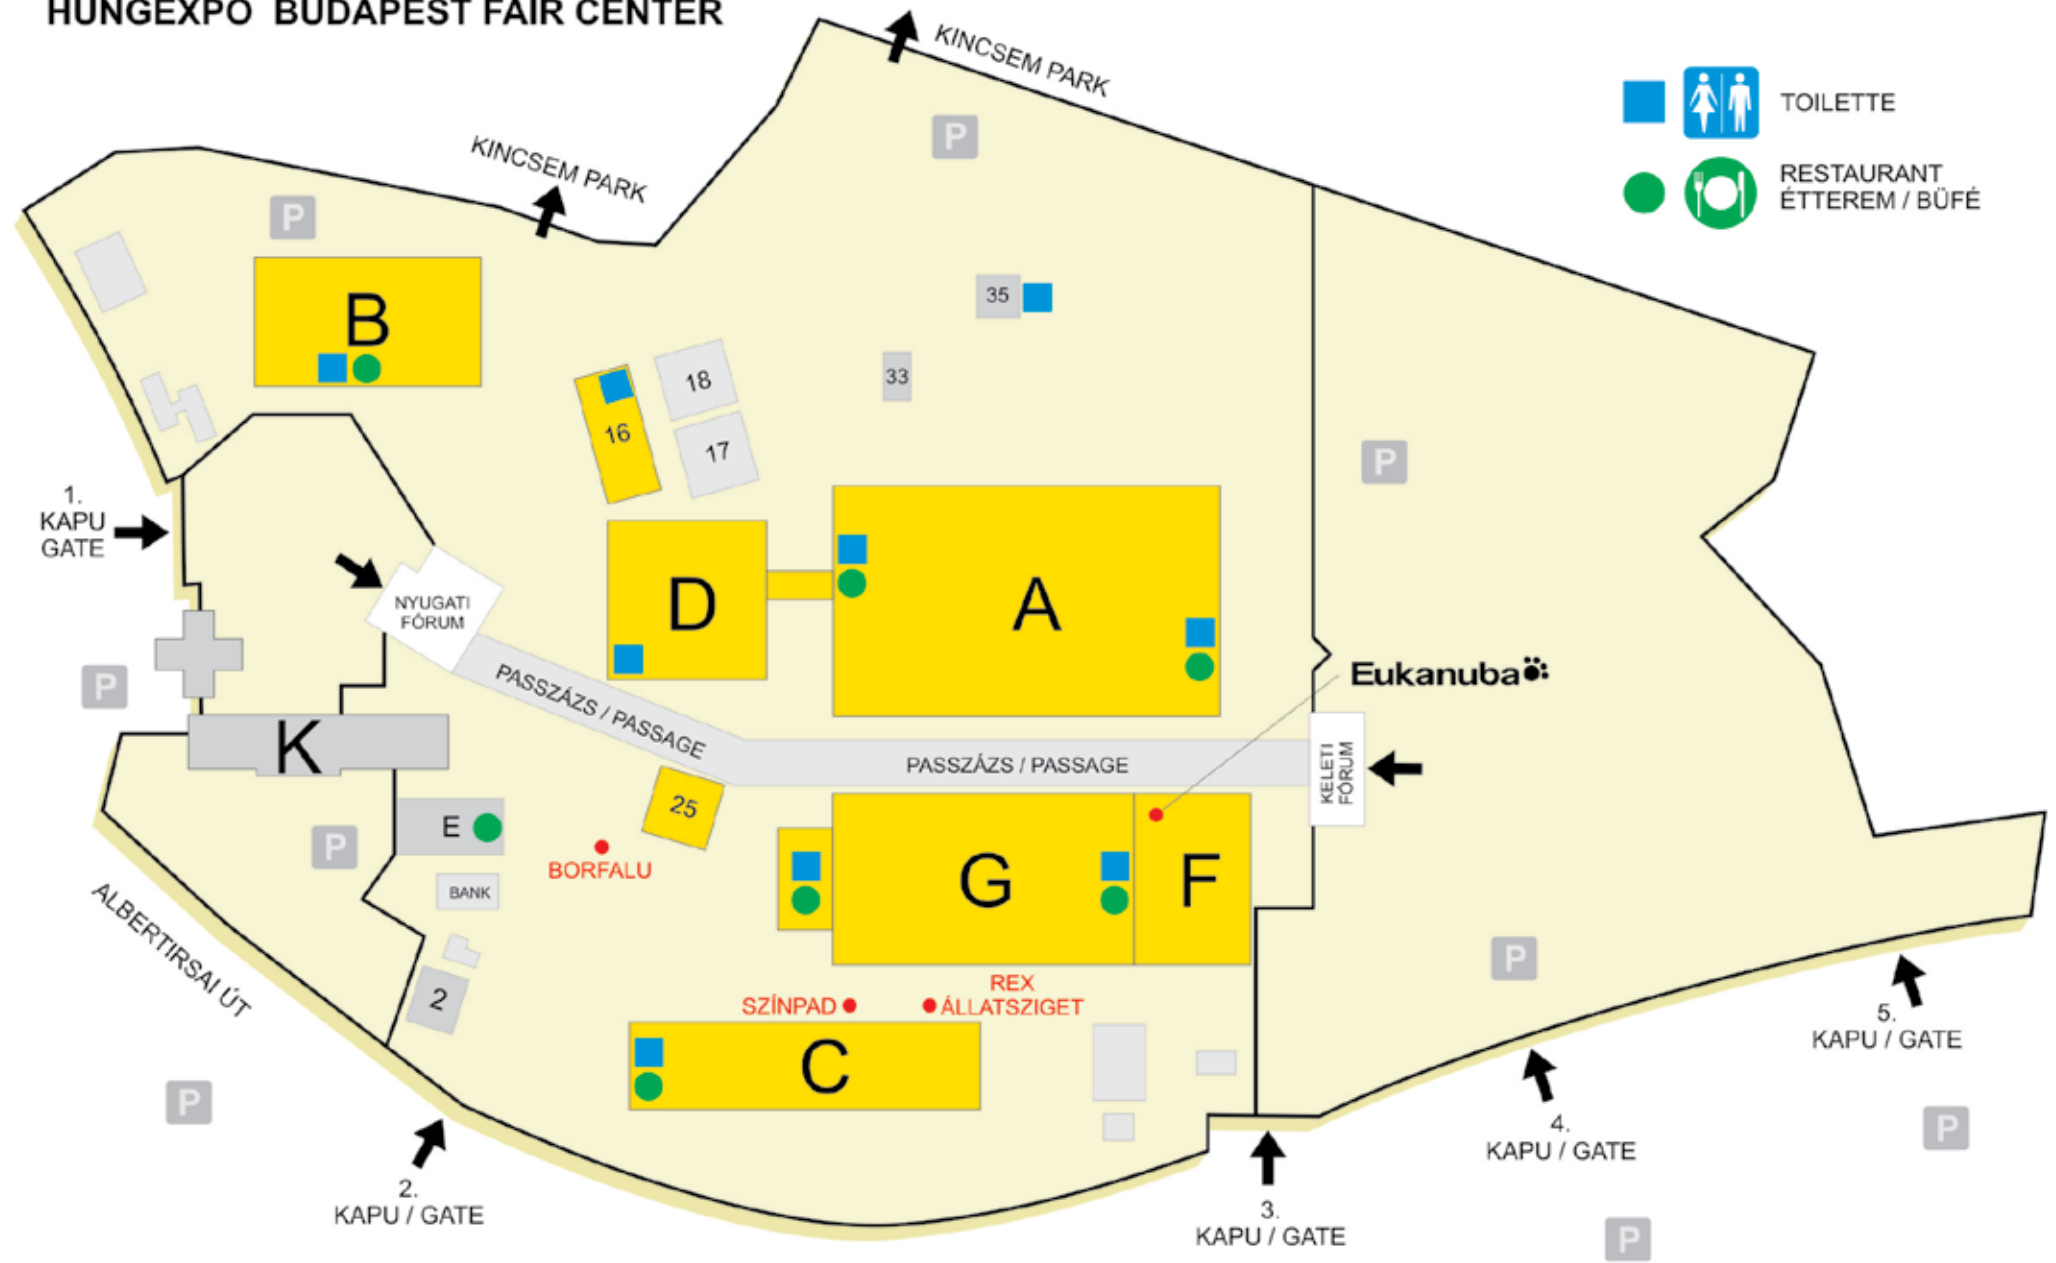 HUNGEXPO BUDAPEST FAIR CENTER
KINCSEM PARK
KINCSEM PARK
TOILETTE
RESTAURANT
ÉTTEREM / BÜFÉ
P
P
B
35
33
18
17
16
P
1.
KAPU
GATE
NYUGATI
FÓRUM
D
A
P
Eukanuba
PASSZÁZS / PASSAGE
PASSZÁZS / PASSAGE
KELETI
FÓRUM
K
25
E
P
BORFALU
BANK
G
F
ALBERTIRSAI ÚT
2
P
SZÍNPAD
REX
ÁLLATSZIGET
C
5.
KAPU / GATE
4.
KAPU / GATE
P
P
2.
KAPU / GATE
3.
KAPU / GATE
P